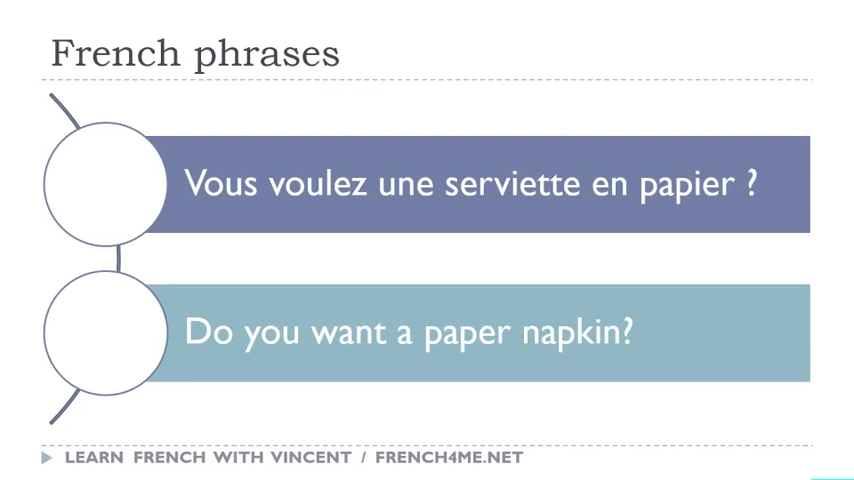 French phrases
Vous voulez une serviette en papier ?
Do you want a paper napkin?
LEARN FRENCH WITH VINCENT / FRENCH4ME.NET